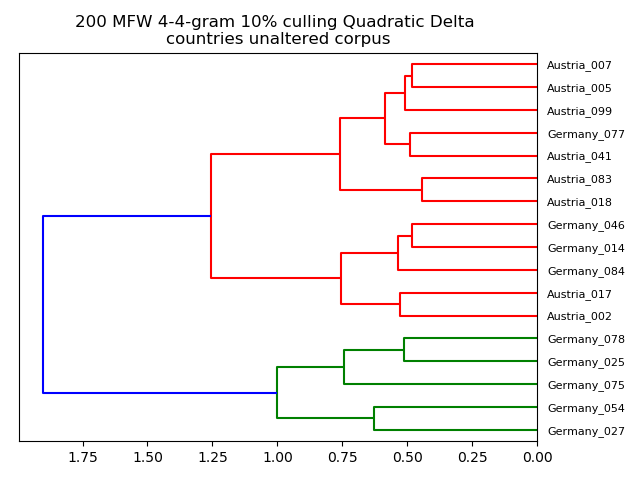 200 MFW 4-4-gram 10% culling Quadratic Delta
countries unaltered corpus
Austria_007
Austria_005
Austria_099
Germany_077
Austria_041
Austria_083
Austria_018
Germany_046
Germany_014
Germany_084
Austria_017
Austria_002
Germany_078
Germany_025
Germany_075
Germany_054
Germany_027
1.75 1.50 1.25 1.00 0.75 0.50 0.25 0.00